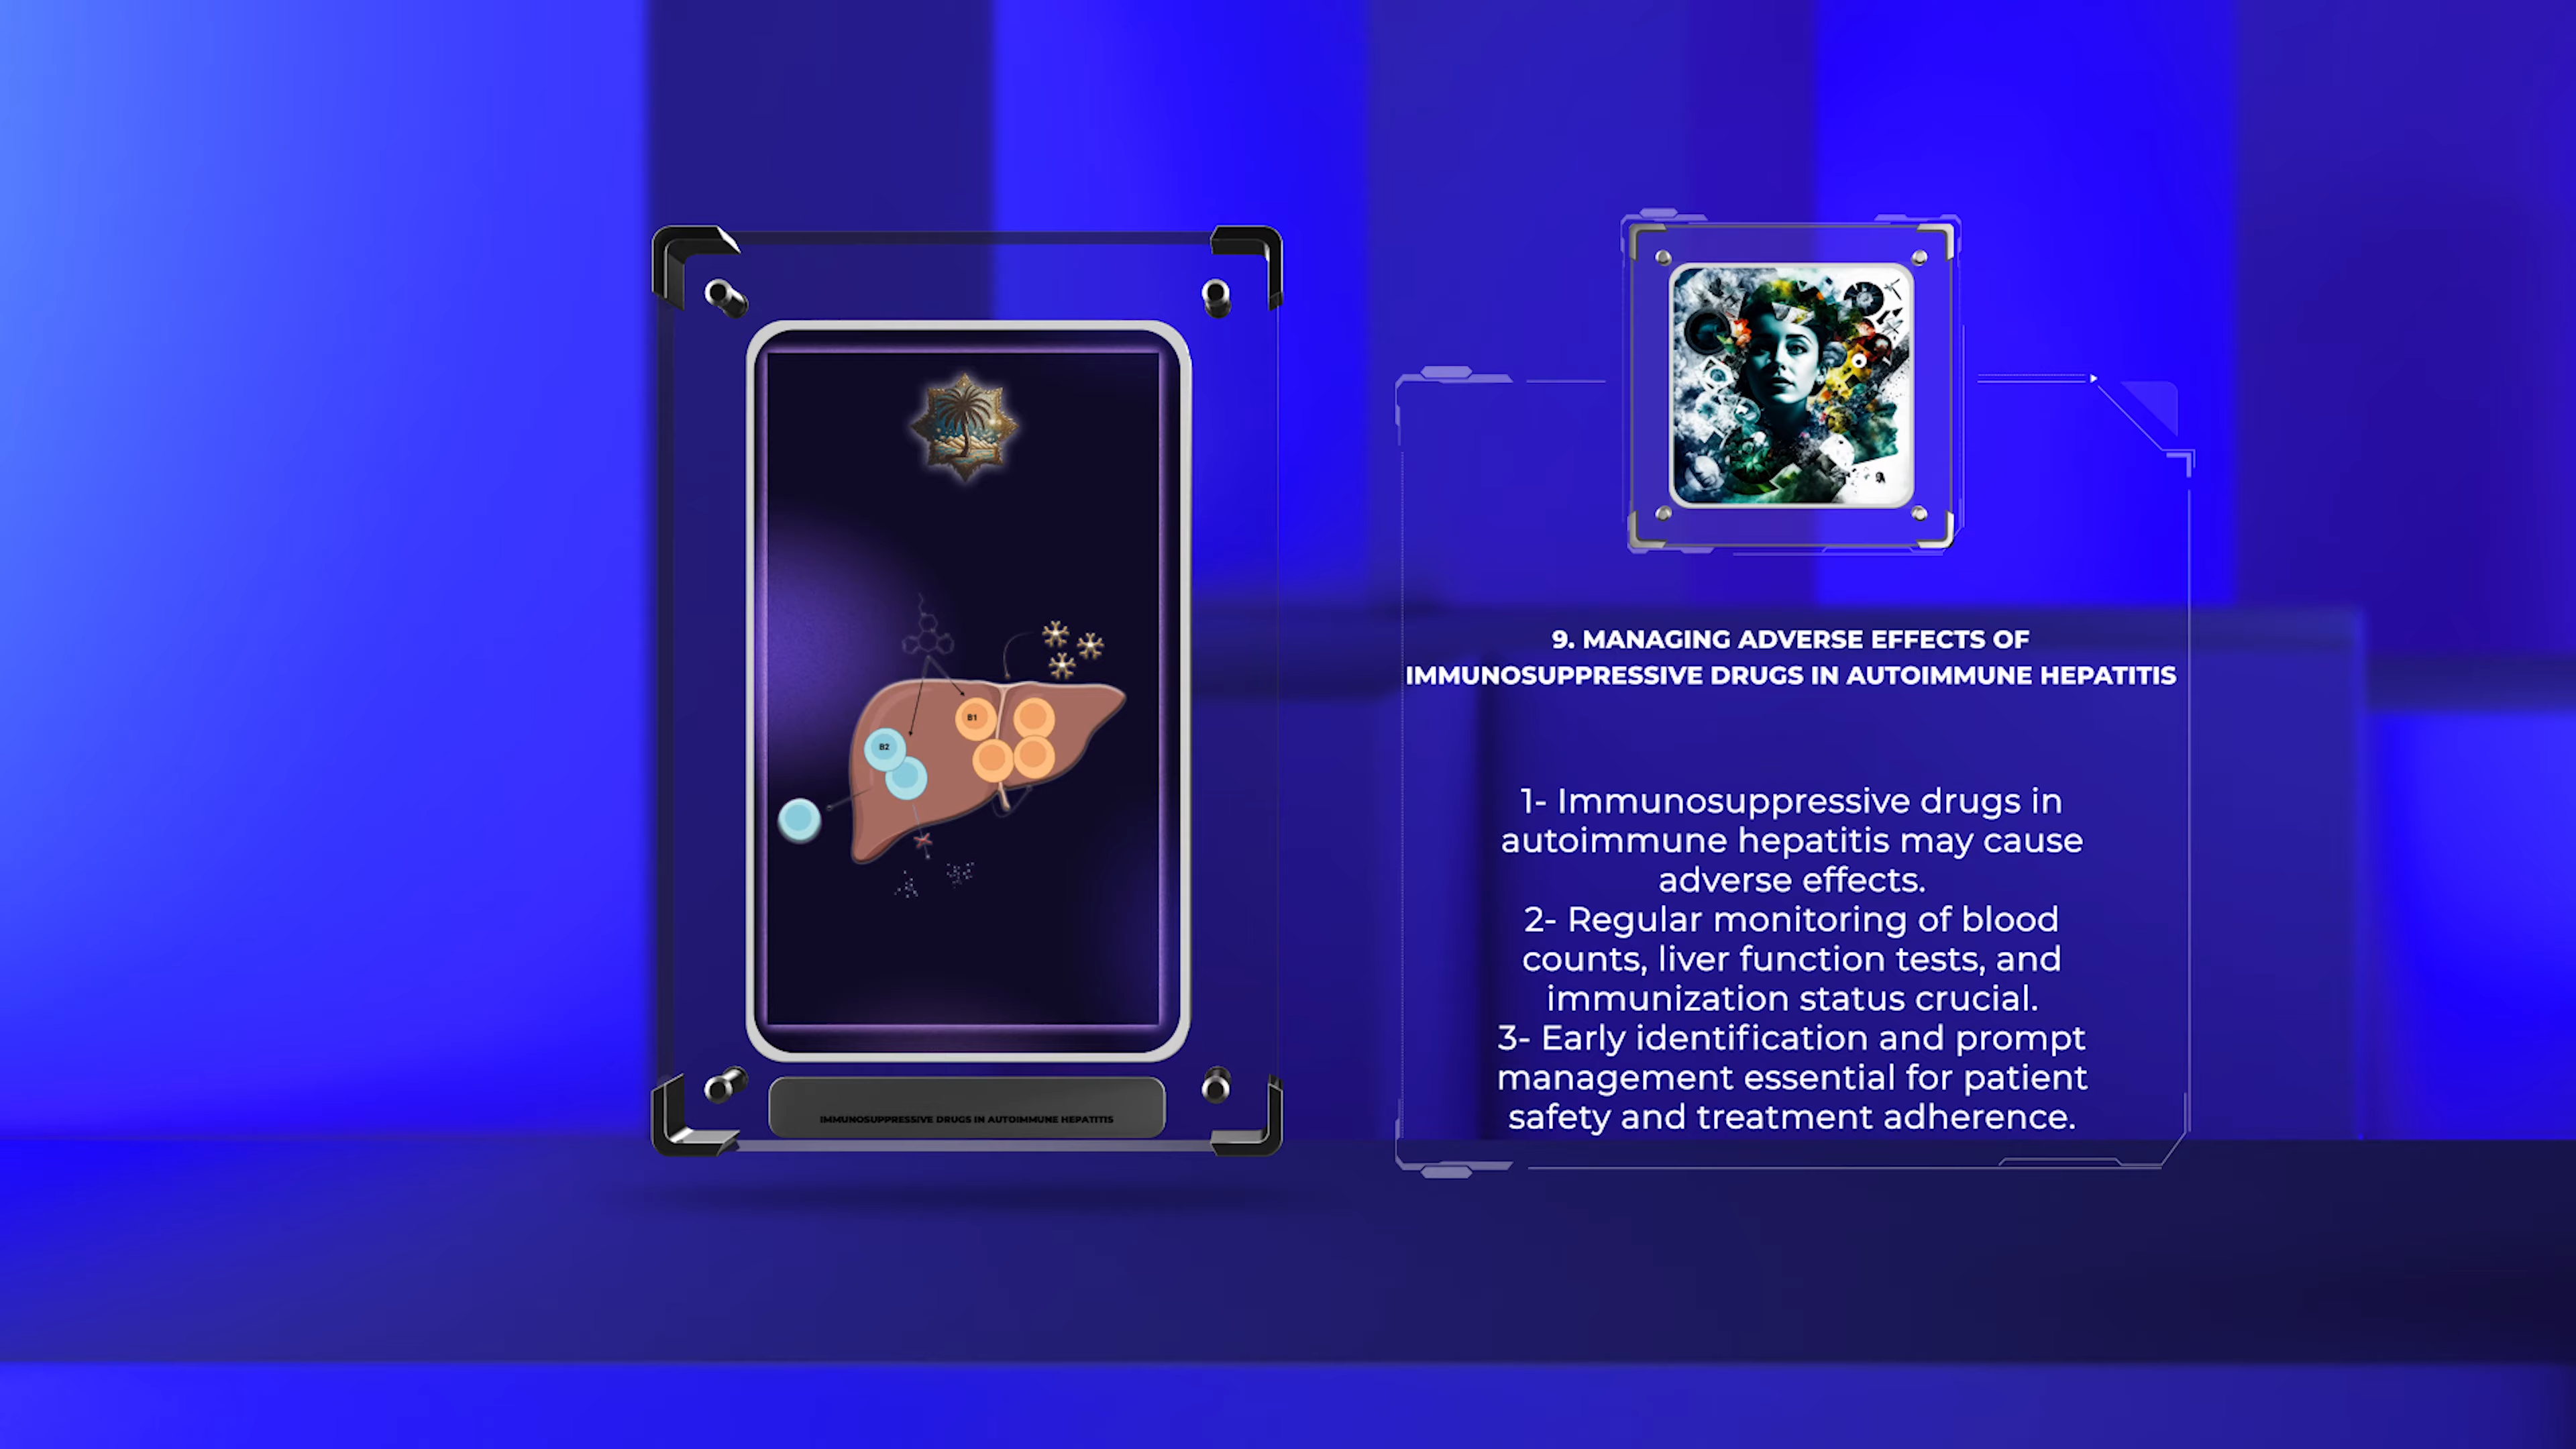 B1
B2
IMMUNOSUPPRESSIVE DRUGS IN AUTOIMMUNE HEPATITIS
9. MANAGING ADVERSE EFFECTS OF
IMMUNOSUPPRESSIVE DRUGS IN AUTOIMMUNE HEPATITIS
1- Immunosuppressive drugs in
autoimmune hepatitis may cause
adverse effects.
2- Regular monitoring of blood
counts, liver function tests, and
immunization status crucial.
3- Early identification and prompt
management essential for patient
safety and treatment adherence.